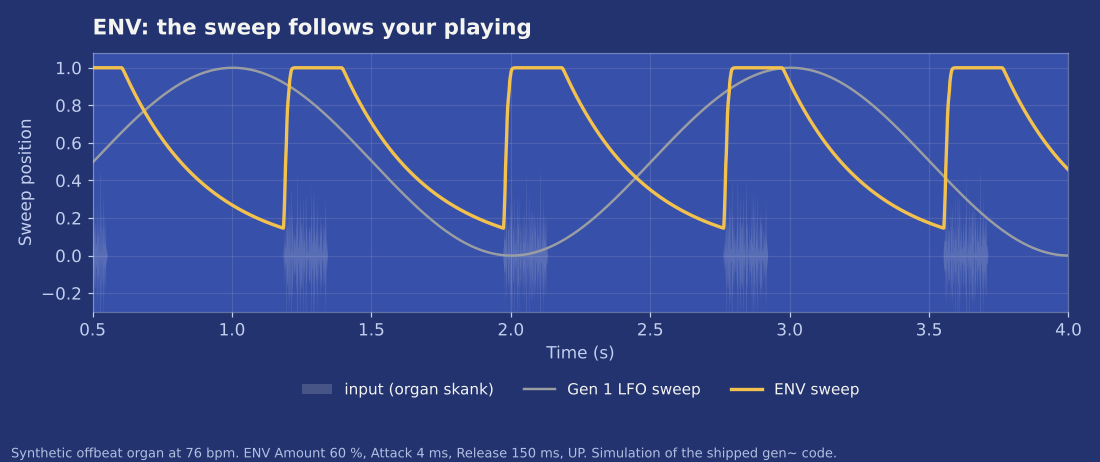 ENV: the sweep follows your playing
1.0
0.8
0.6
0.4
0.2
0.0
−0.2
Sweep position
0.5 1.0 1.5 2.0 2.5 3.0 3.5 4.0
Time (s)
input (organ skank) Gen 1 LFO sweep ENV sweep
Synthetic offbeat organ at 76 bpm. ENV Amount 60 %, Attack 4 ms, Release 150 ms, UP. Simulation of the shipped gen~ code.